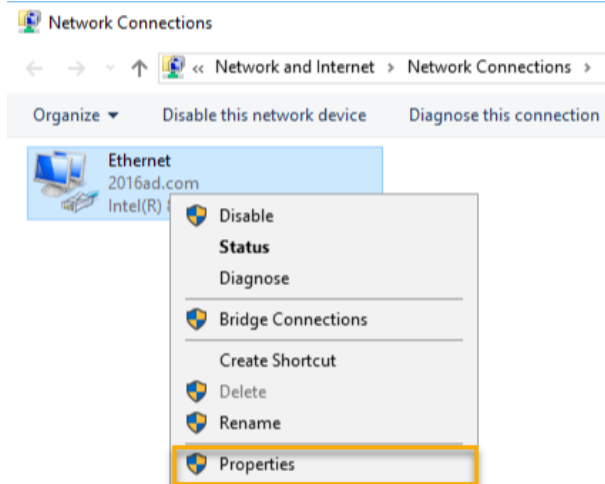 Network Connections
« Network and Internet > Network Connections >
Organize Disable this network device Diagnose this connection
Ethernet
2016ad.com
Intel(R)
Disable
Status
Diagnose
Bridge Connections
Create Shortcut
Delete
Rename
Properties